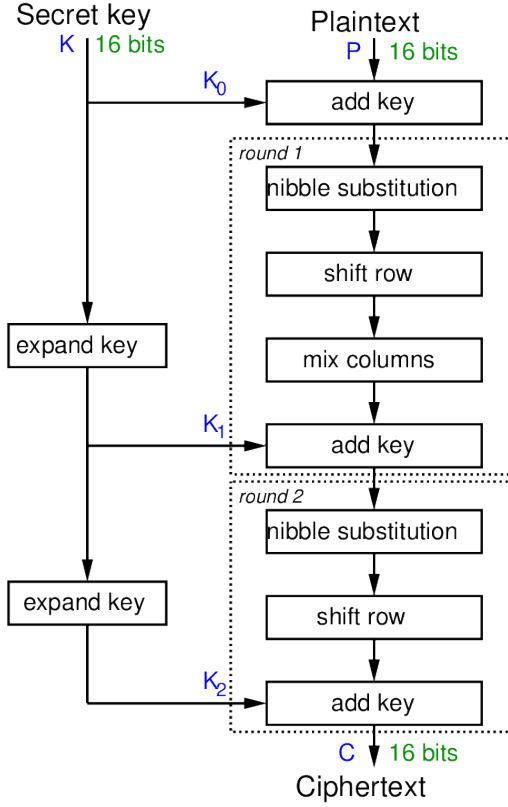 Secret key
K 16 bits
Plaintext
P 16 bits
K0
add key
round 1
nibble substitution
shift row
expand key
mix columns
K1
add key
round 2
nibble substitution
expand key
shift row
K2
add key
C 16 bits
Ciphertext